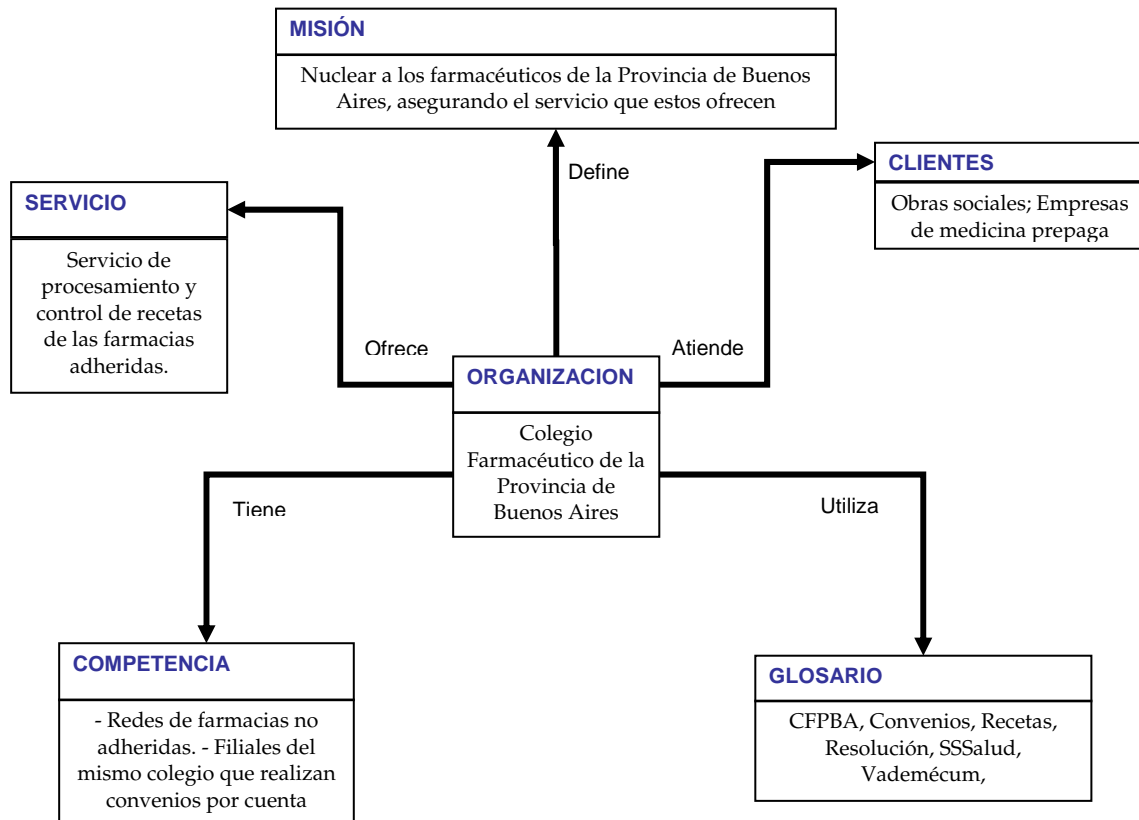 MISIÓN
Nuclear a los farmacéuticos de la Provincia de Buenos
Aires, asegurando el servicio que estos ofrecen
Define
CLIENTES
Obras sociales; Empresas
de medicina prepaga
SERVICIO
Servicio de
procesamiento y
control de recetas
de las farmacias
adheridas.
Ofrece
Atiende
ORGANIZACION
Colegio
Farmacéutico de la
Provincia de
Buenos Aires
Tiene
Utiliza
COMPETENCIA
- Redes de farmacias no
adheridas. - Filiales del
mismo colegio que realizan
convenios por cuenta
GLOSARIO
CFPBA, Convenios, Recetas,
Resolución, SSSalud,
Vademécum,